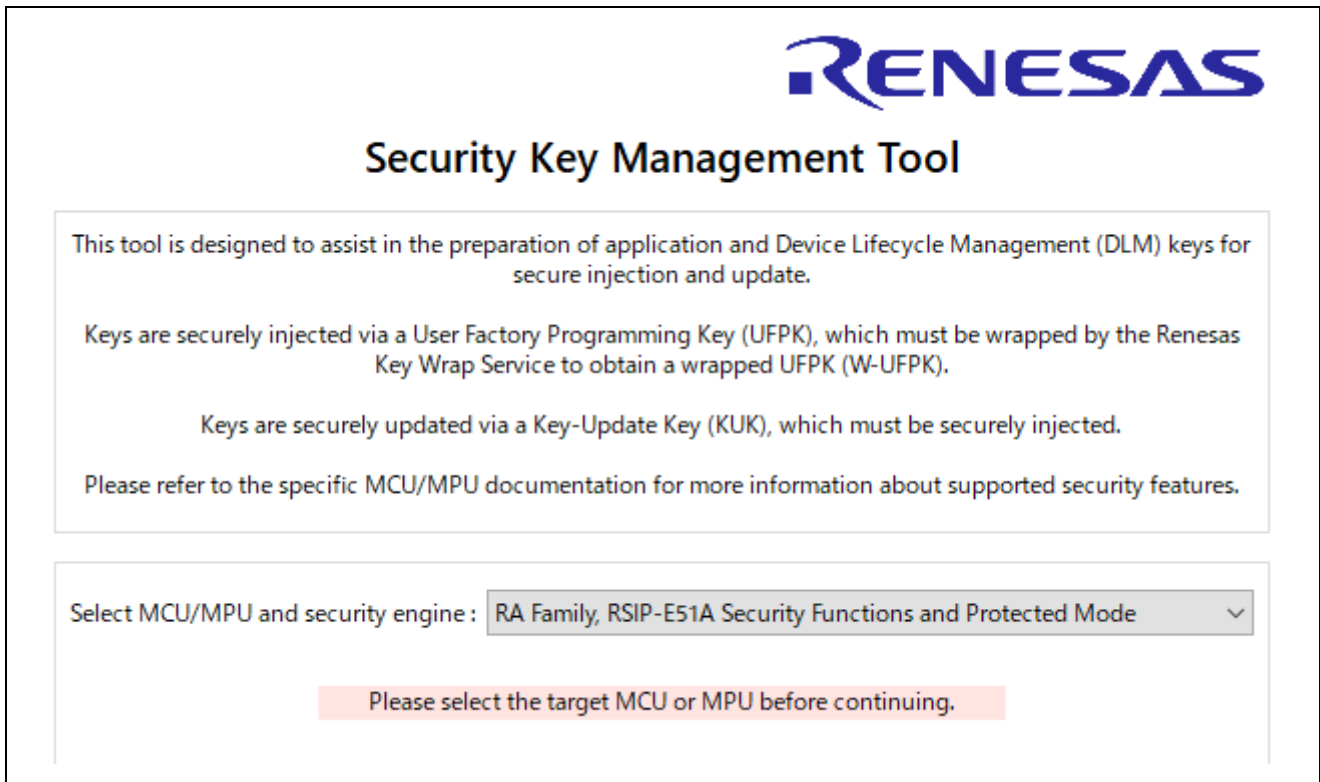 RENESAS
Security Key Management Tool
This tool is designed to assist in the preparation of application and Device Lifecycle Management (DLM) keys for
secure injection and update.
Keys are securely injected via a User Factory Programming Key (UFPK), which must be wrapped by the Renesas
Key Wrap Service to obtain a wrapped UFPK (W-UFPK).
Keys are securely updated via a Key-Update Key (KUK), which must be securely injected.
Please refer to the specific MCU/MPU documentation for more information about supported security features.
Select MCU/MPU and security engine : RA Family, RSIP-E51A Security Functions and Protected Mode
Please select the target MCU or MPU before continuing.